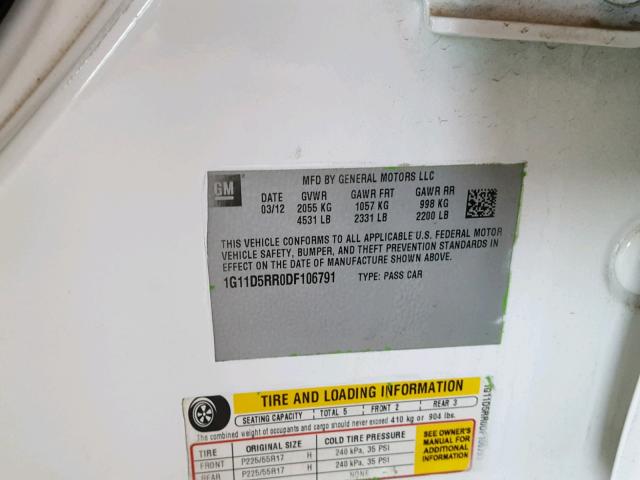 GM
MFD BY GENERAL MOTORS LLC
DATE GVWR GAWR FRT GAWR RR
03/12 2055 KG 1057 KG 998 KG
4531 LB 2331 LB 2200 LB
THIS VEHICLE CONFORMS TO ALL APPLICABLE U.S. FEDERAL MOTOR
VEHICLE SAFETY, BUMPER, AND THEFT PREVENTION STANDARDS IN
EFFECT ON THE DATE OF MANUFACTURE SHOWN ABOVE.
1G11D5RR0DF106791 TYPE: PASS CAR
TIRE AND LOADING INFORMATION
SEATING CAPACITY TOTAL 5 FRONT 2 REAR 3
The combined weight of occupants and cargo should never exceed 410 kg or 904 lbs.
TIRE ORIGINAL SIZE COLD TIRE PRESSURE
FRONT P225/55R17 H 240 kPa, 35 PSI
REAR P225/55R17 H 240 kPa, 35 PSI
NONE
SEE OWNER'S
MANUAL FOR
ADDITIONAL
INFORMATION